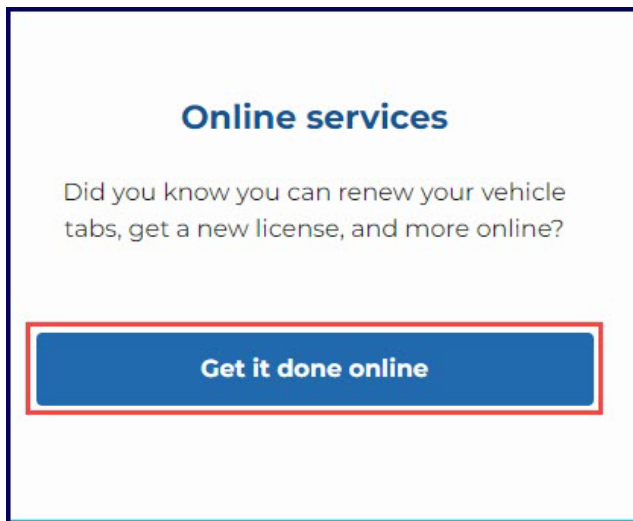 Online services
Did you know you can renew your vehicle
tabs, get a new license, and more online?
Get it done online